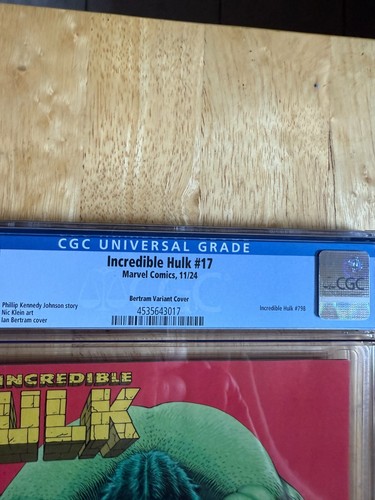 CGC UNIVERSAL GRADE
Incredible Hulk #17
Marvel Comics, 11/24
Bertram Variant Cover
Phillip Kennedy Johnson story
Nic Klein art
Ian Bertram cover
4535643017
Incredible Hulk #798
CGC
INCREDIBLE
HULK